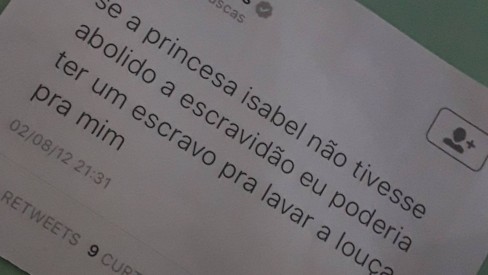 se a princesa isabel não tivesse
abolido a escravidão eu poderia
ter um escravo pra lavar a louça
pra mim
02/08/12 21:31
RETWEETS 9